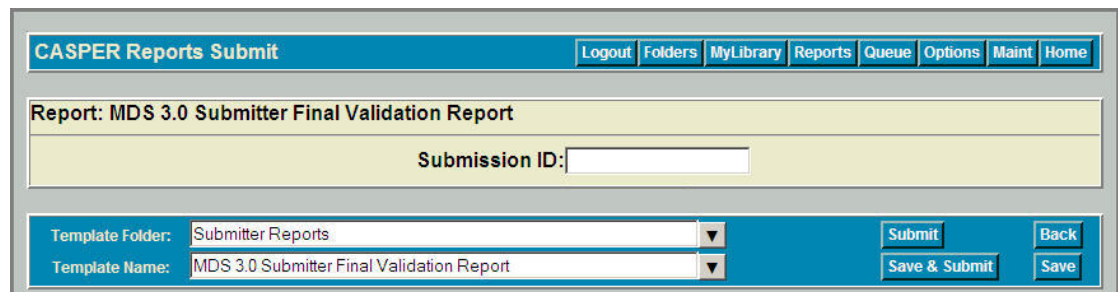 CASPER Reports Submit Logout Folders MyLibrary Reports Queue Options Maint Home
Report: MDS 3.0 Submitter Final Validation Report
Submission ID:
Template Folder: Submitter Reports Submit Back
Template Name: MDS 3.0 Submitter Final Validation Report Save & Submit Save